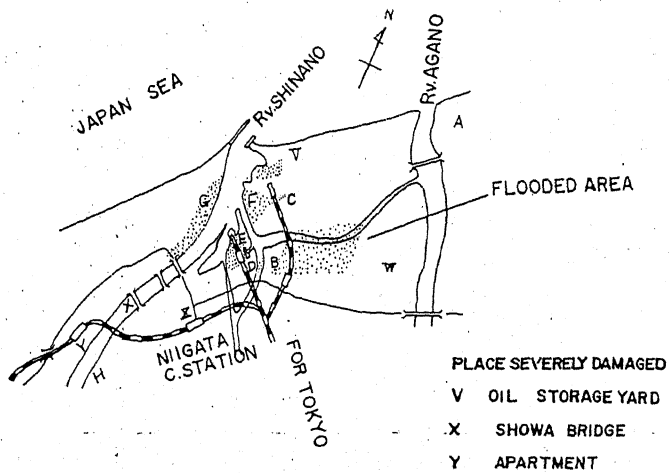 N
JAPAN SEA
Rv.SHINANO
Rv.AGANO
A
V
G
F
C
FLOODED AREA
E
D
B
W
X
X
Y
H
NIIGATA
C.STATION
FOR TOKYO
PLACE SEVERELY DAMAGED
V OIL STORAGE YARD
X SHOWA BRIDGE
Y APARTMENT